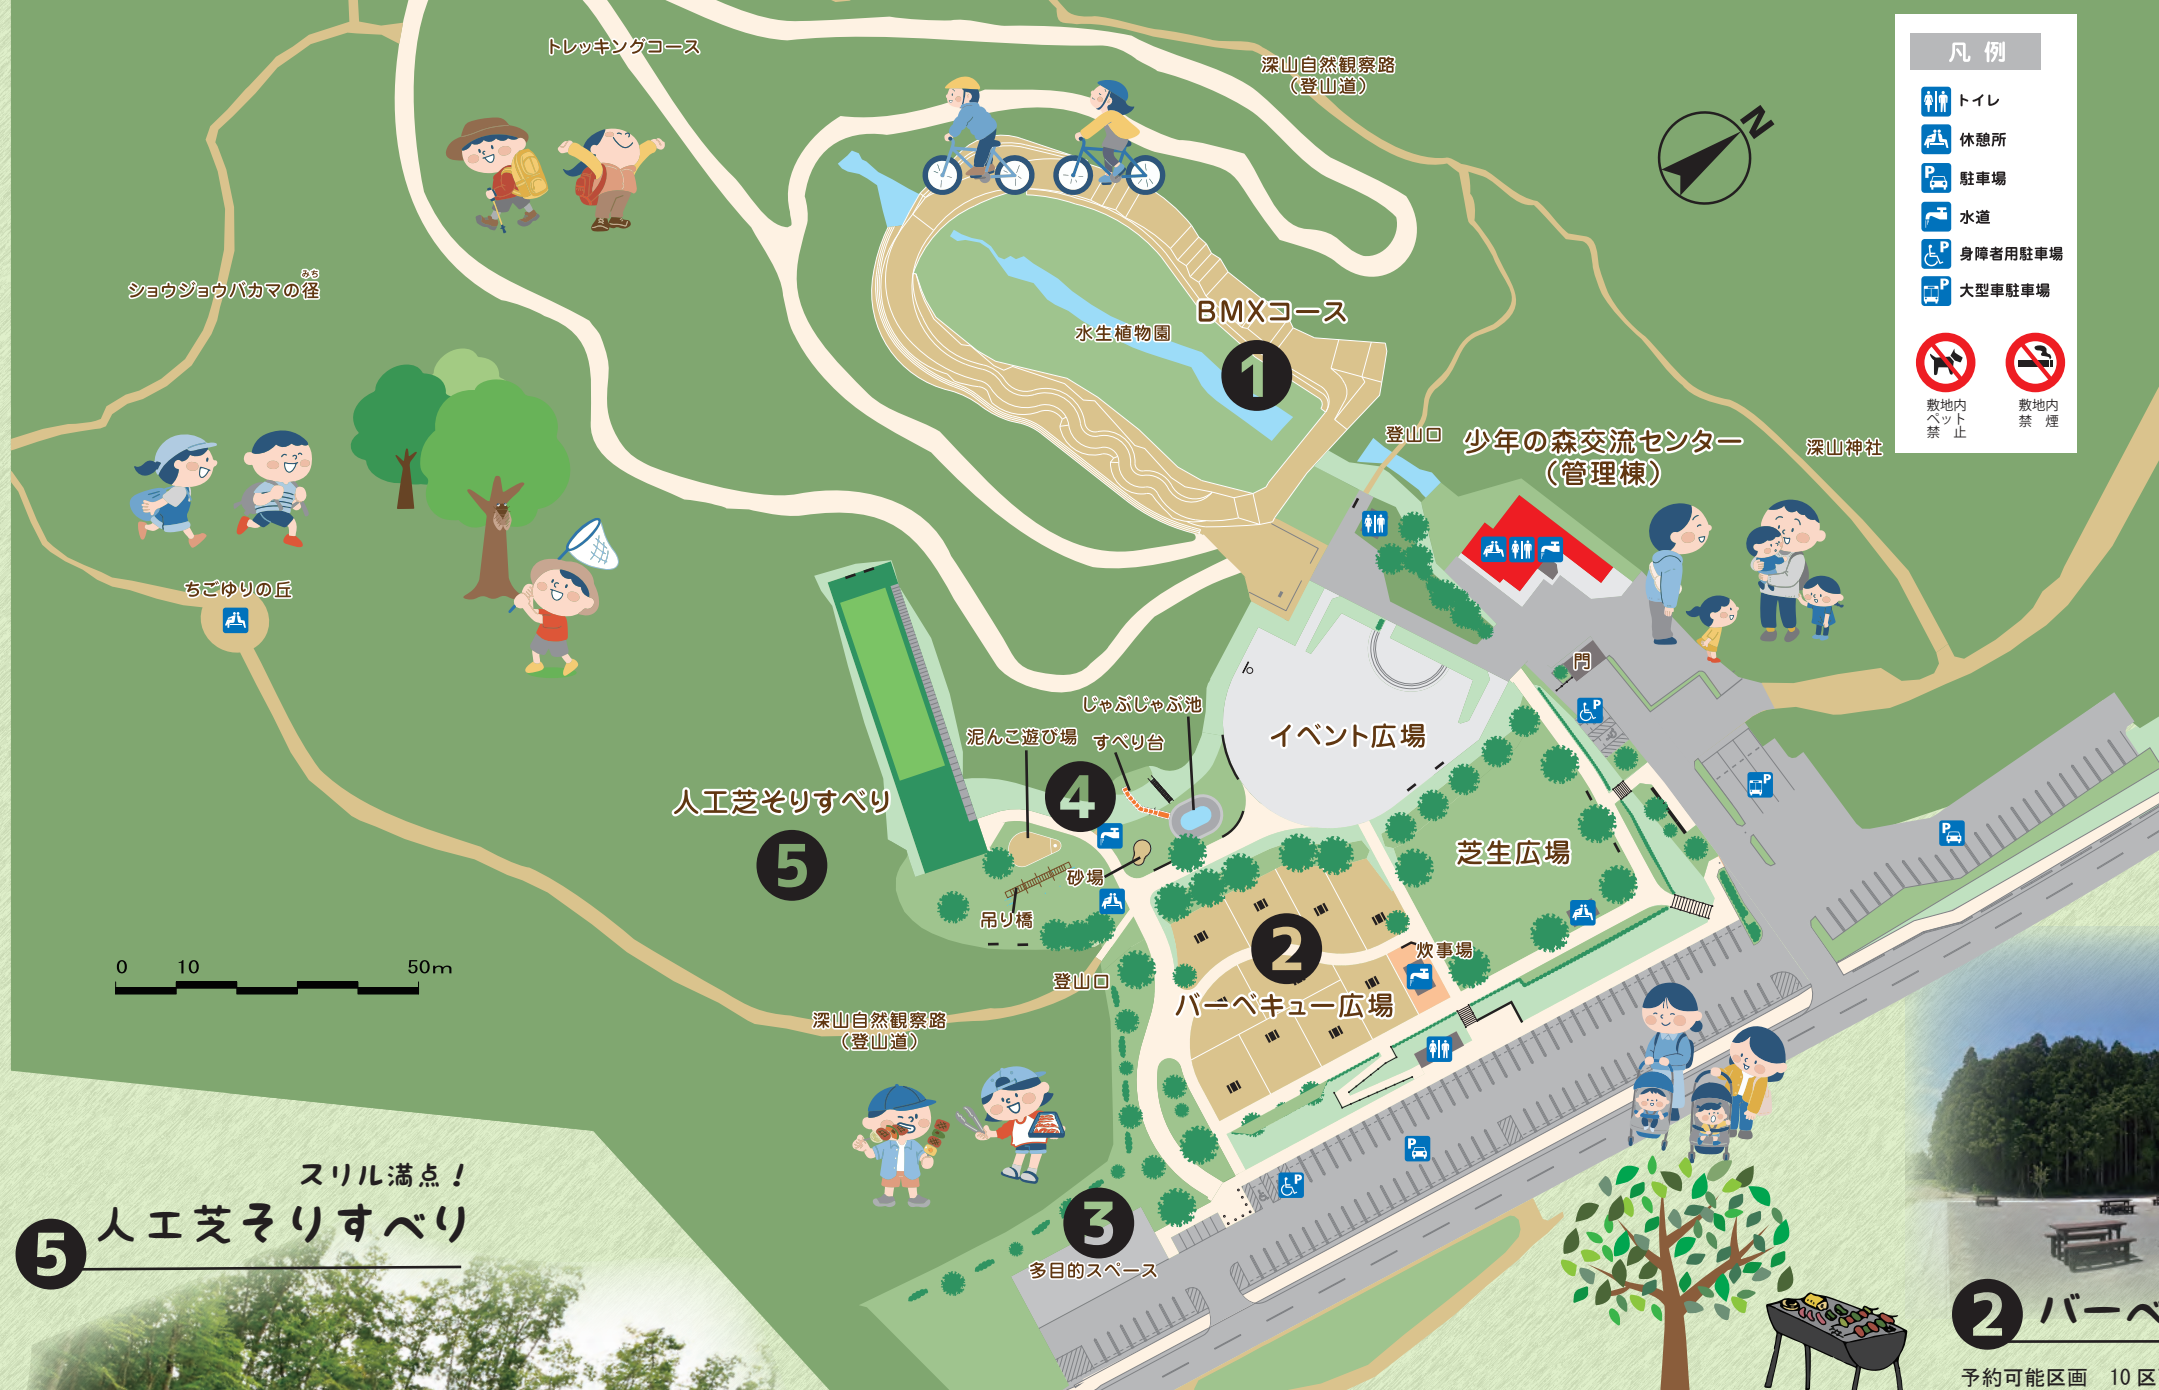 トレッキングコース
深山自然観察路
（登山道）
凡 例
トイレ
休憩所
P
駐車場
水道
P
身障者用駐車場
P
大型車駐車場
敷地内
ペット
禁 止
敷地内
禁 煙
N
みち
ショウジョウバカマの径
BMXコース
水生植物園
1
登山口
少年の森交流センター
（管理棟）
深山神社
ちごゆりの丘
門
P
じゃぶじゃぶ池
泥んこ遊び場
すべり台
イベント広場
P
人工芝そりすべり
4
5
P
芝生広場
砂場
吊り橋
2
炊事場
0 10 50m
登山口
バーベキュー広場
深山自然観察路
（登山道）
P
P
3
多目的スペース
スリル満点！
5 人工芝そりすべり
2 バーベ
予約可能区画 10区